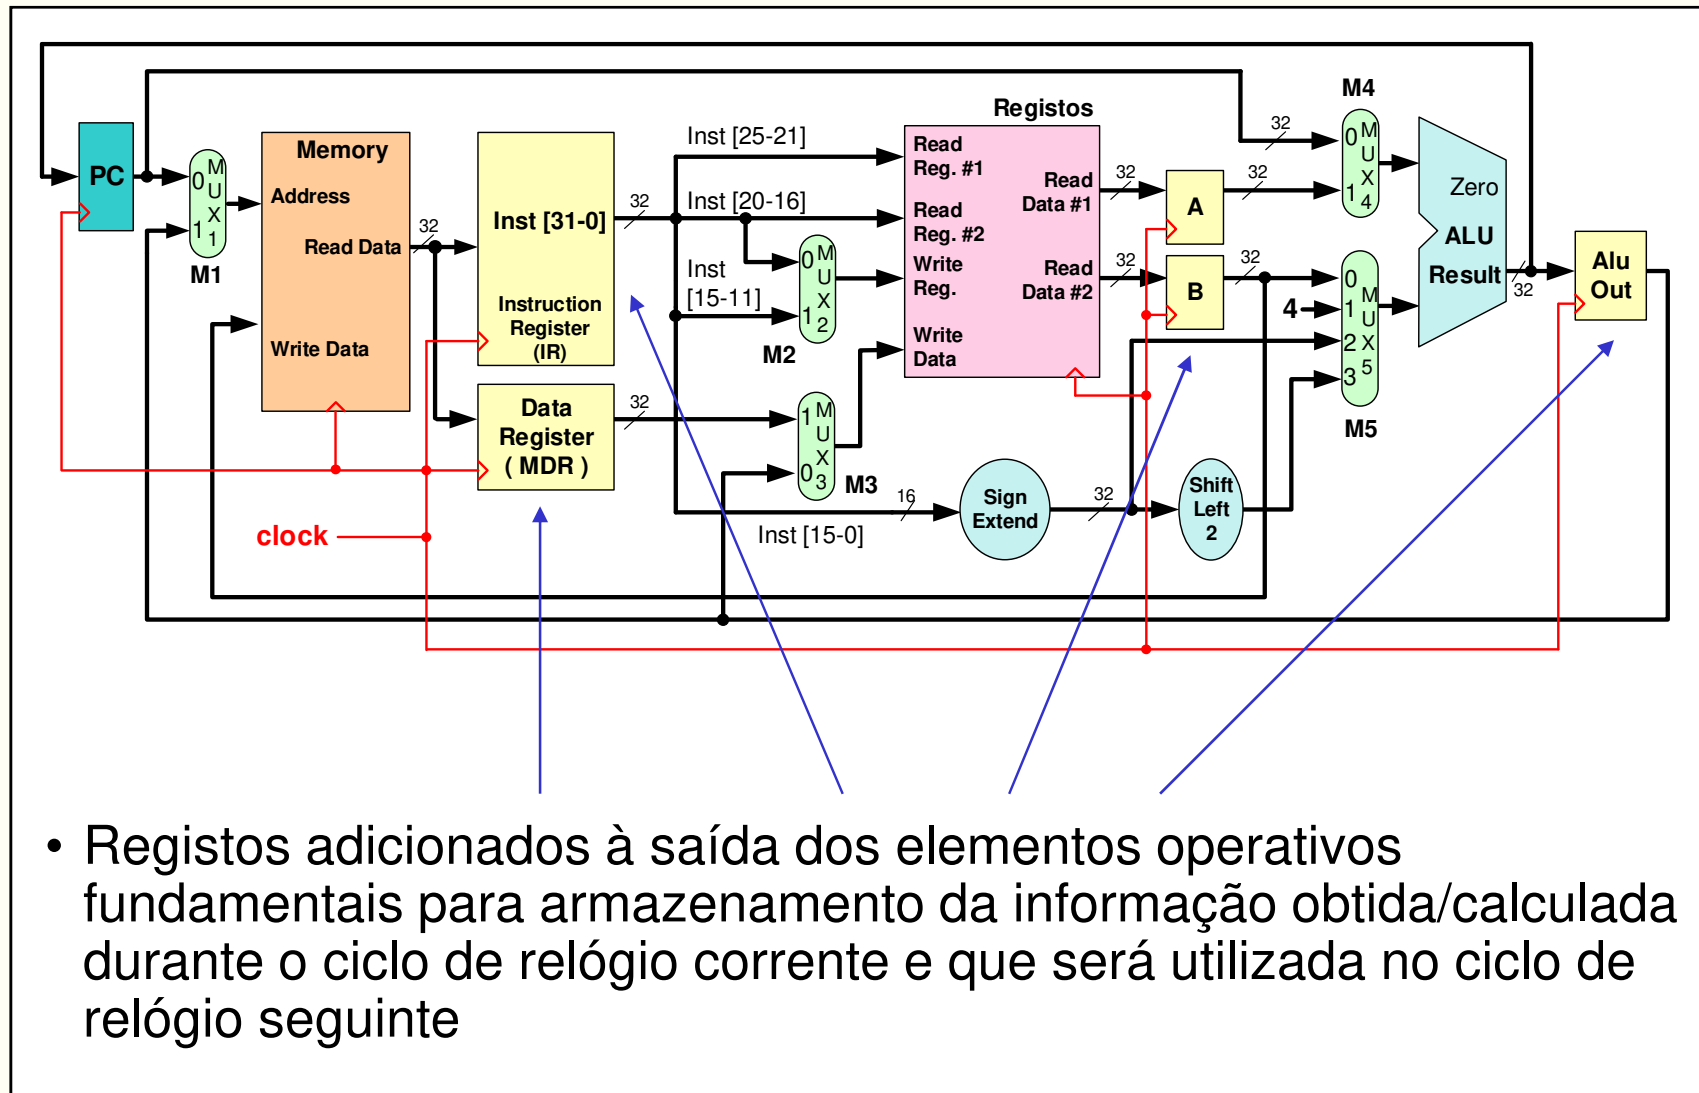 M4
Registos
PC
0 MUX1 1
M1
Memory
Address
Read Data
Write Data
32
Inst [31-0]
Instruction
Register
(IR)
32
Data
Register
( MDR )
32
clock
Inst [25-21]
Inst [20-16]
Inst
[15-11]
0 MUX2 1
M2
1 MUX3 0
M3
16
Inst [15-0]
Read
Reg. #1
Read
Reg. #2
Write
Reg.
Write
Data
Read
Data #1
Read
Data #2
32
32
A
B
32
32
Sign
Extend
32
Shift
Left
2
32
0 MUX4 1
4
0 1 2 3 MUX5
M5
Zero
ALU
Result
32
Alu
Out
• Registos adicionados à saída dos elementos operativos
fundamentais para armazenamento da informação obtida/calculada
durante o ciclo de relógio corrente e que será utilizada no ciclo de
relógio seguinte